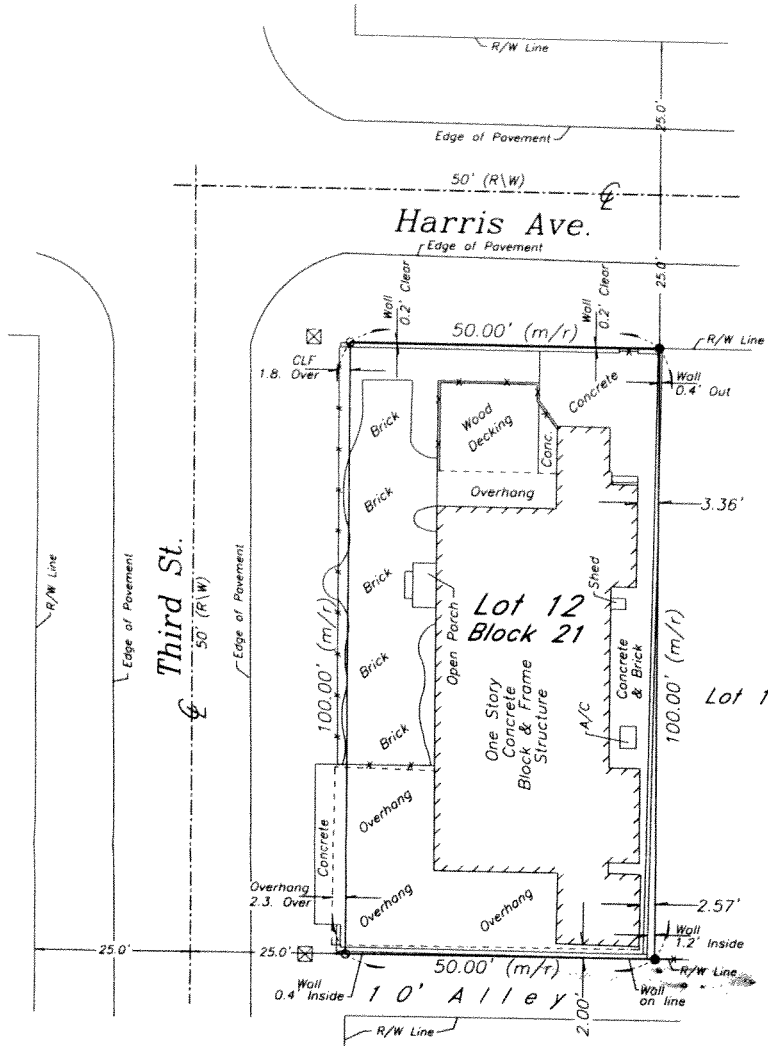 R/W Line
25.0'
Edge of Pavement
50' (R\W)
℄
Harris Ave.
Edge of Pavement
Wall
0.2' Clear
Wall
0.2' Clear
25.0'
50.00' (m/r)
R/W Line
CLF
1.8. Over
Wall
0.4' Out
Concrete
Brick
Wood
Decking
Conc.
Overhang
Brick
3.36'
R/W Line
Edge of Pavement
Third St.
50' (R\W)
℄
Edge of Pavement
100.00' (m/r)
Brick
Open Porch
Lot 12
Block 21
Shed
Concrete
& Brick
100.00' (m/r)
Lot 1
Brick
One Story
Concrete
Block & Frame
Structure
A/C
Brick
Overhang
Concrete
Overhang
2.3. Over
Overhang
Overhang
2.57'
Wall
1.2' Inside
25.0'
25.0'
50.00' (m/r)
R/W Line
Wall
0.4' Inside
10' Alley
Wall
on line
2.00'
R/W Line